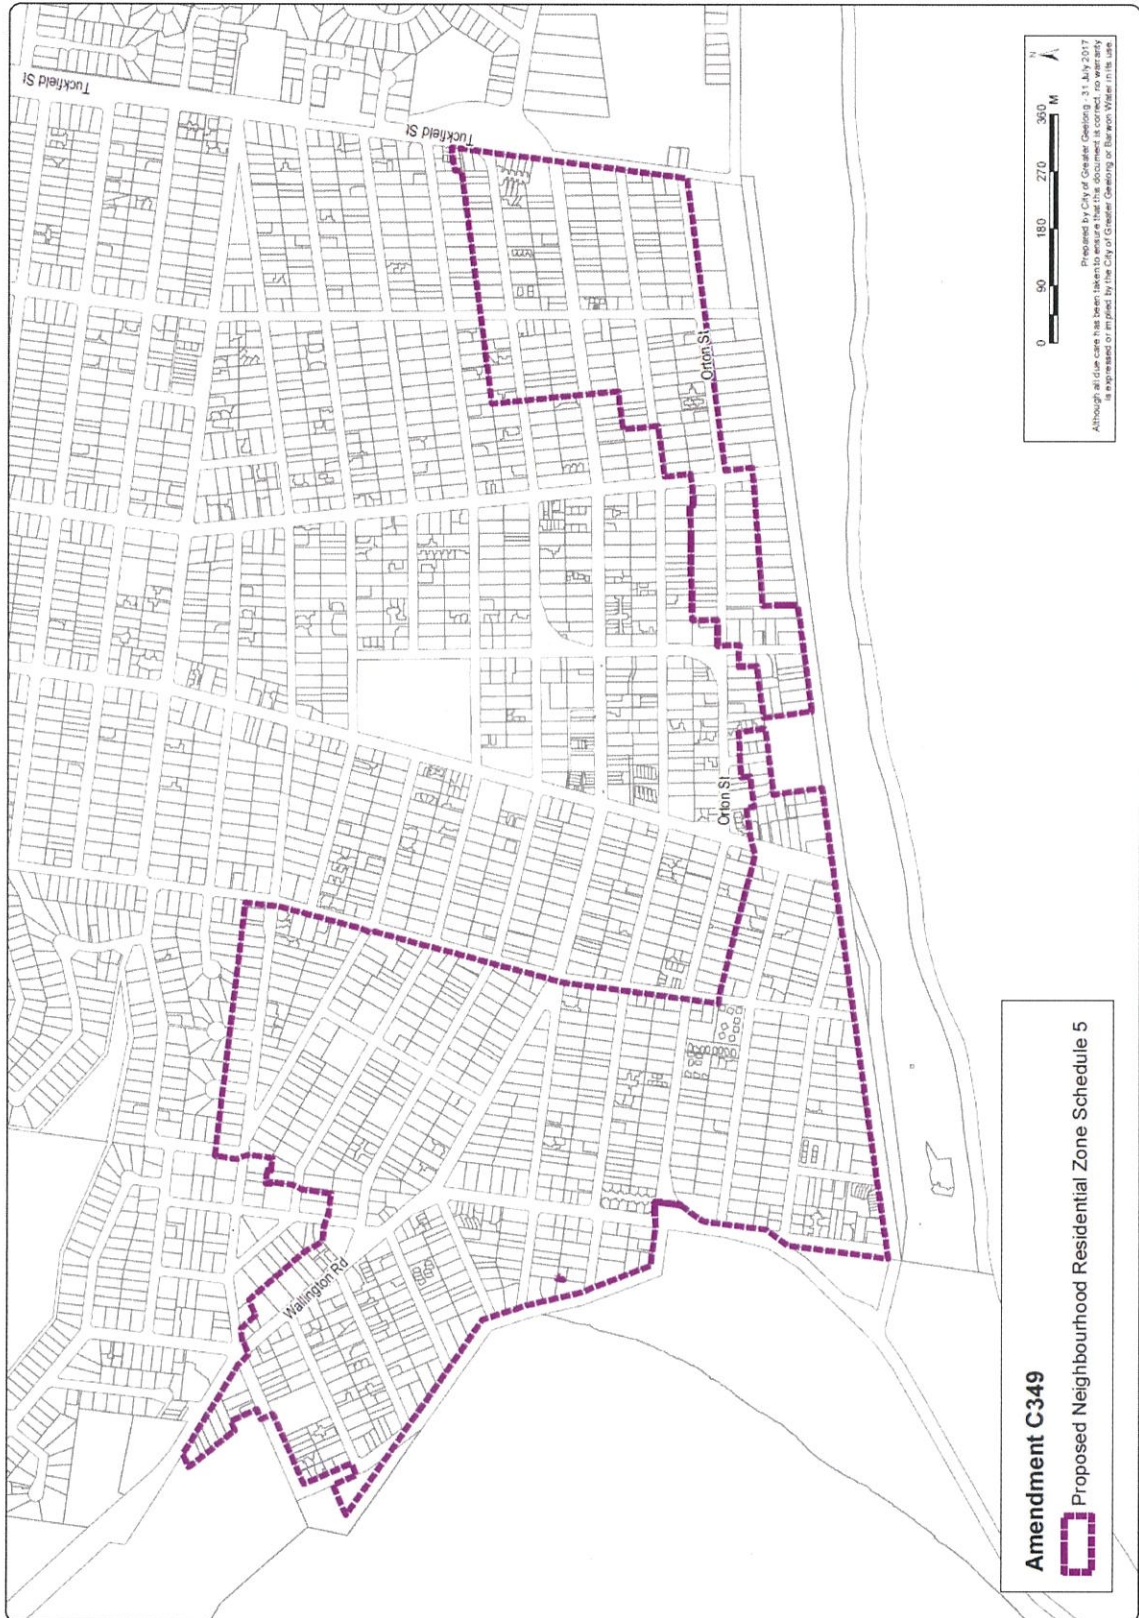 Tuckfield St
Tuckfield St
Tuckfield St
Orton St
Orton St
Wallington Rd
N
0 90 180 270 360 M
Prepared by City of Greater Geelong - 31 July 2017
Although all due care has been taken to ensure that this document is correct, no warranty
is expressed or implied by the City of Greater Geelong or Barwon Water in its use.
Amendment C349
Proposed Neighbourhood Residential Zone Schedule 5